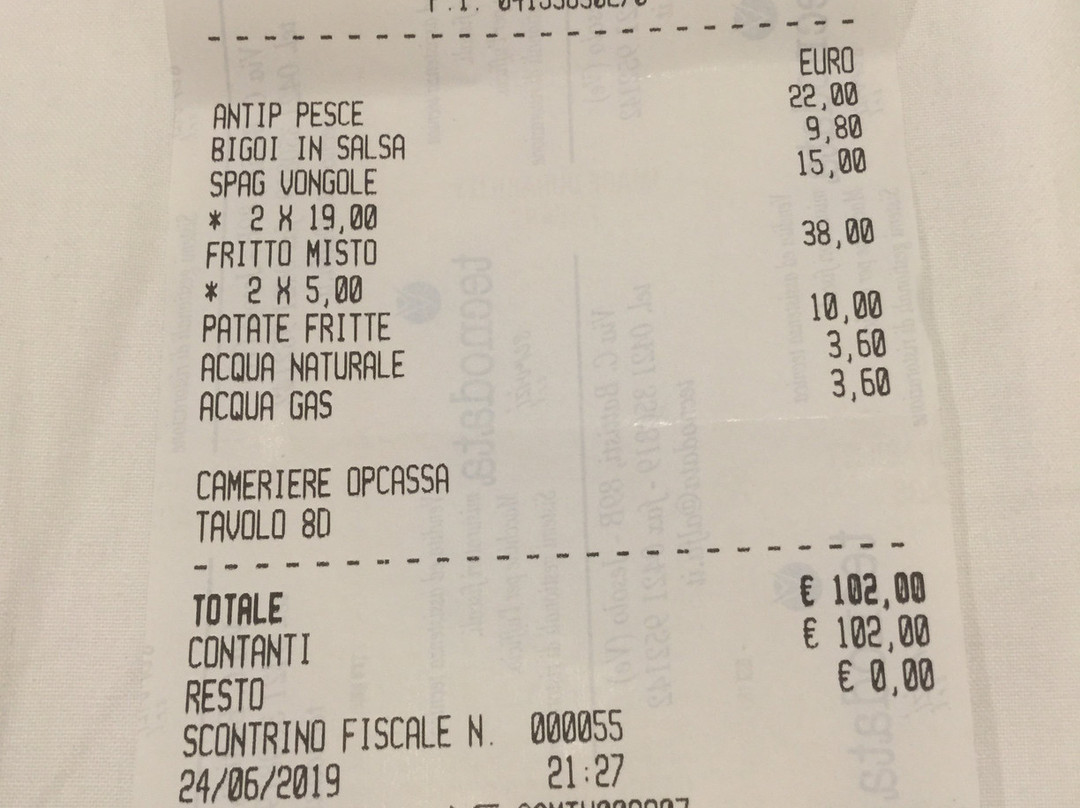 EURO
ANTIP PESCE 22,00
BIGOI IN SALSA 9,80
SPAG VONGOLE 15,00
* 2 X 19,00
FRITTO MISTO 38,00
* 2 X 5,00
PATATE FRITTE 10,00
ACQUA NATURALE 3,60
ACQUA GAS 3,60
CAMERIERE OPCASSA
TAVOLO 8D
TOTALE € 102,00
CONTANTI € 102,00
RESTO € 0,00
SCONTRINO FISCALE N. 000055
24/06/2019 21:27